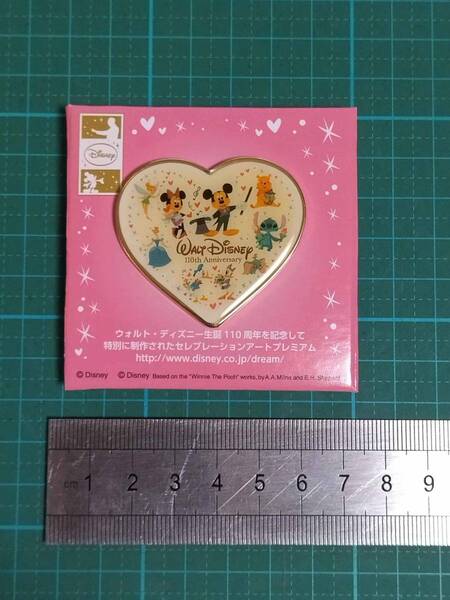 Disney
WALT DISNEY
110th Anniversary
ウォルト・ディズニー生誕 110 周年を記念して
特別に制作されたセレブレーションアートプレミアム
http://www.disney.co.jp/dream/
© Disney © Disney Based on the "Winnie The Pooh" works, by A.A.Milne and E.H. Shepard
cm 1 2 3 4 5 6 7 8 9